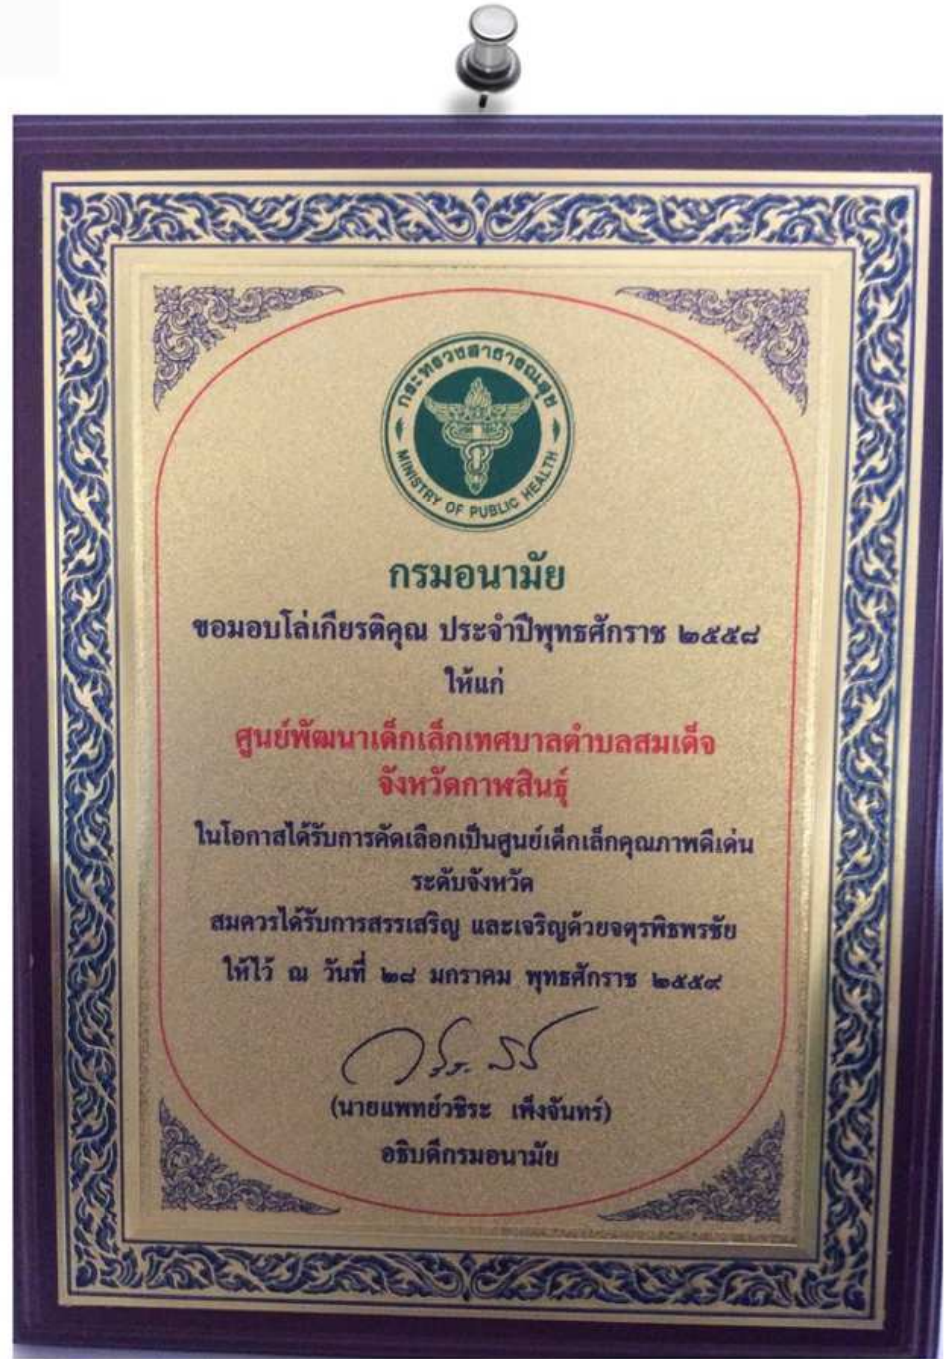 กระทรวงสาธารณสุข
MINISTRY OF PUBLIC HEALTH
กรมอนามัย
ขอมอบโล่เกียรติคุณ ประจำปีพุทธศักราช ๒๕๕๘
ให้แก่
ศูนย์พัฒนาเด็กเล็กเทศบาลตำบลสมเด็จ
จังหวัดกาฬสินธุ์
ในโอกาสได้รับการคัดเลือกเป็นศูนย์เด็กเล็กคุณภาพดีเด่น
ระดับจังหวัด
สมควรได้รับการสรรเสริญ และเจริญด้วยจตุรพิธพรชัย
ให้ไว้ ณ วันที่ ๒๘ มกราคม พุทธศักราช ๒๕๕๙
(นายแพทย์วชิระ เพ็งจันทร์)
อธิบดีกรมอนามัย